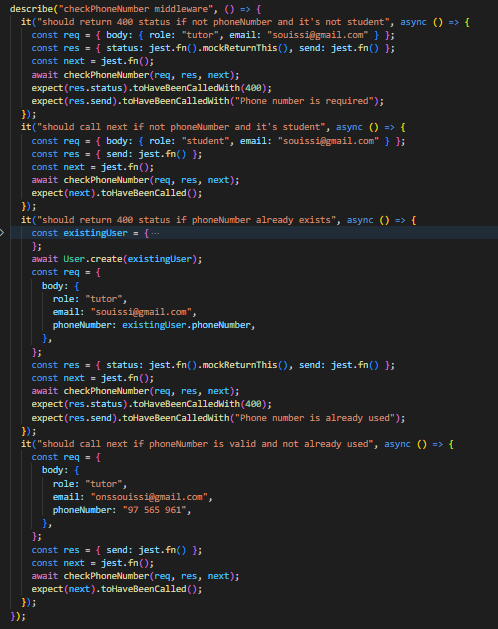 describe("checkPhoneNumber middleware", () => {
  it("should return 400 status if not phoneNumber and it's not student", async () => {
    const req = { body: { role: "tutor", email: "souissi@gmail.com" } };
    const res = { status: jest.fn().mockReturnThis(), send: jest.fn() };
    const next = jest.fn();
    await checkPhoneNumber(req, res, next);
    expect(res.status).toHaveBeenCalledWith(400);
    expect(res.send).toHaveBeenCalledWith("Phone number is required");
  });
  it("should call next if not phoneNumber and it's student", async () => {
    const req = { body: { role: "student", email: "souissi@gmail.com" } };
    const res = { send: jest.fn() };
    const next = jest.fn();
    await checkPhoneNumber(req, res, next);
    expect(next).toHaveBeenCalled();
  });
  it("should return 400 status if phoneNumber already exists", async () => {
    const existingUser = {···
    };
    await User.create(existingUser);
    const req = {
      body: {
        role: "tutor",
        email: "souissi@gmail.com",
        phoneNumber: existingUser.phoneNumber,
      },
    };
    const res = { status: jest.fn().mockReturnThis(), send: jest.fn() };
    const next = jest.fn();
    await checkPhoneNumber(req, res, next);
    expect(res.status).toHaveBeenCalledWith(400);
    expect(res.send).toHaveBeenCalledWith("Phone number is already used");
  });
  it("should call next if phoneNumber is valid and not already used", async () => {
    const req = {
      body: {
        role: "tutor",
        email: "onssouissi@gmail.com",
        phoneNumber: "97 565 961",
      },
    };
    const res = { send: jest.fn() };
    const next = jest.fn();
    await checkPhoneNumber(req, res, next);
    expect(next).toHaveBeenCalled();
  });
});